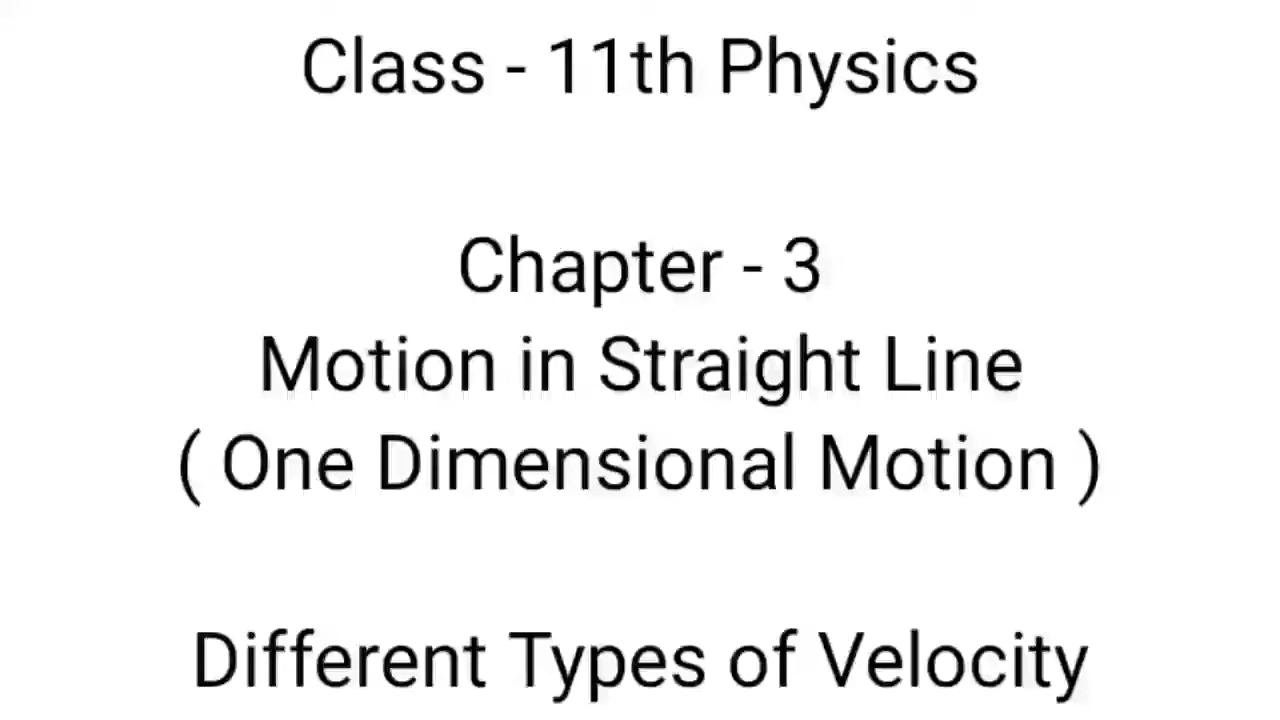 Class - 11th Physics
Chapter - 3
Motion in Straight Line
( One Dimensional Motion )
Different Types of Velocity